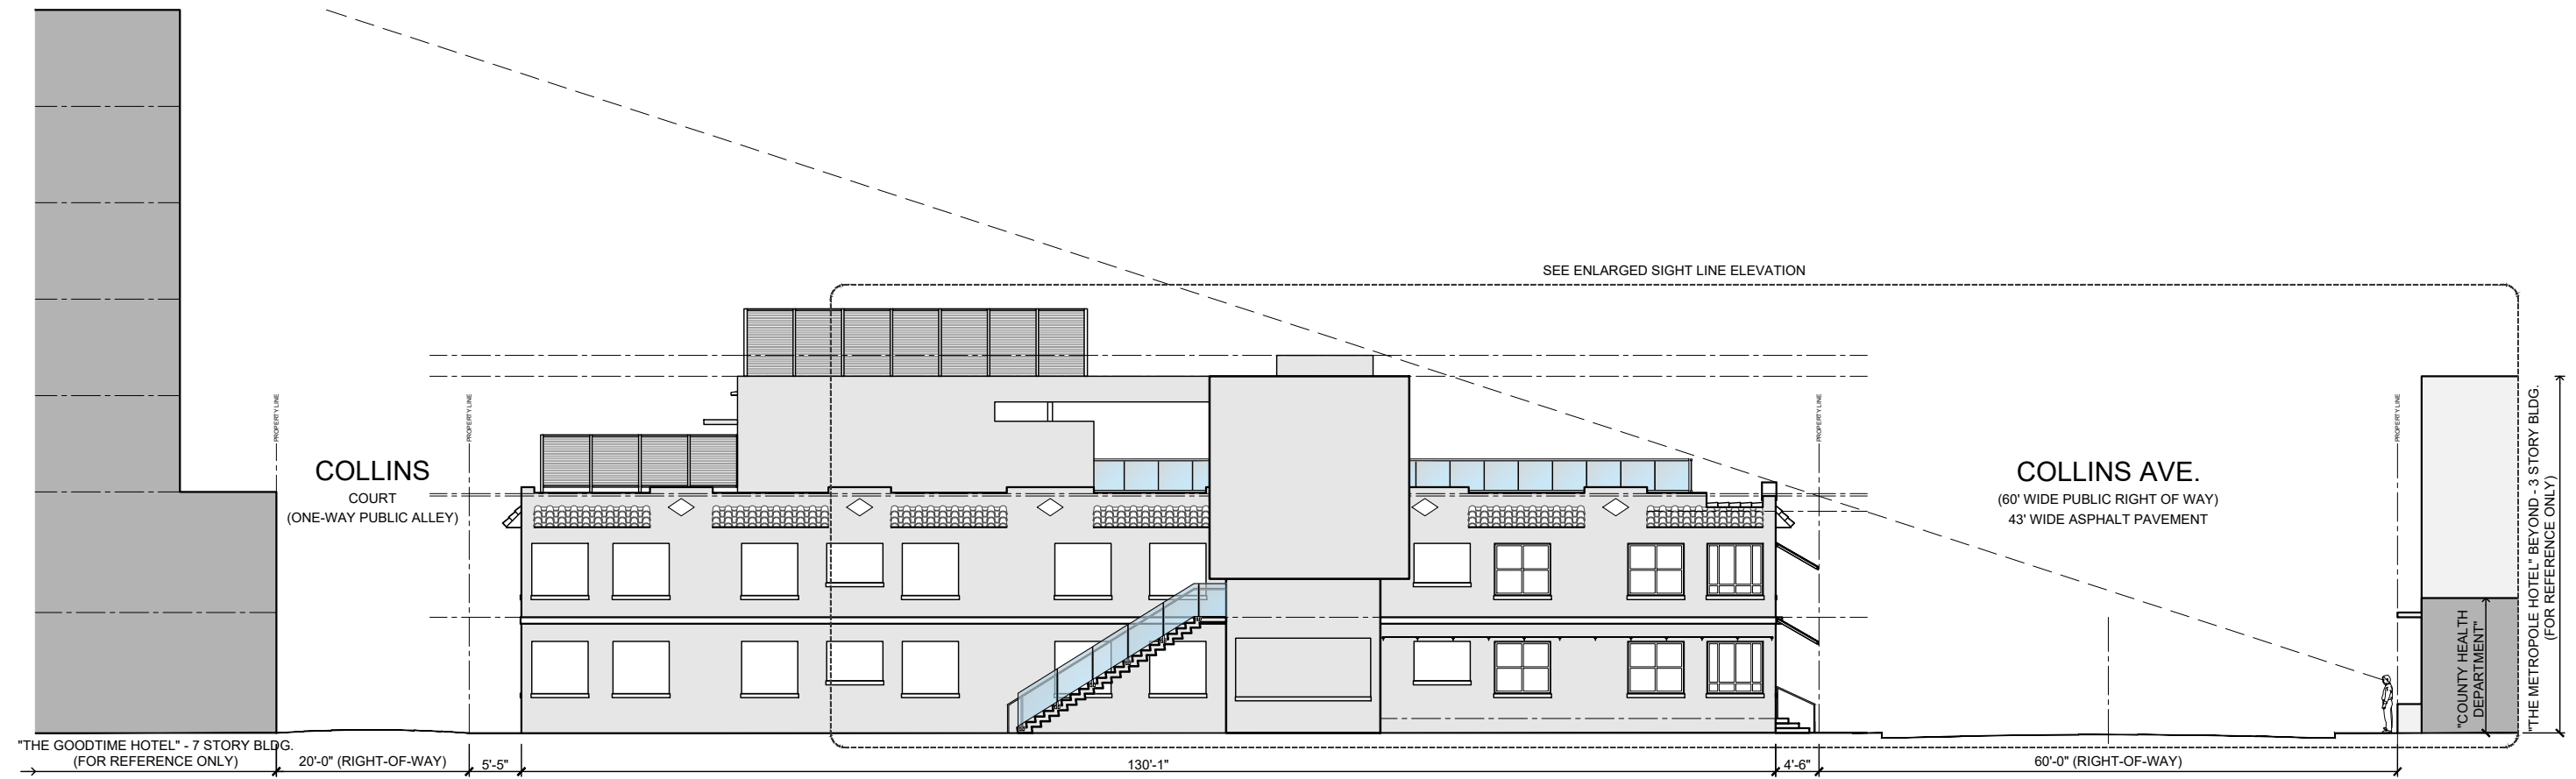 SEE ENLARGED SIGHT LINE ELEVATION
PROPERTY LINE
PROPERTY LINE
PROPERTY LINE
PROPERTY LINE
COLLINS
COURT
(ONE-WAY PUBLIC ALLEY)
COLLINS AVE.
(60' WIDE PUBLIC RIGHT OF WAY)
43' WIDE ASPHALT PAVEMENT
"COUNTY HEALTH
DEPARTMENT"
"THE METROPOLE HOTEL" BEYOND - 3 STORY BLDG.
(FOR REFERENCE ONLY)
"THE GOODTIME HOTEL" - 7 STORY BLDG.
(FOR REFERENCE ONLY)
20'-0" (RIGHT-OF-WAY)
5'-5"
130'-1"
4'-6"
60'-0" (RIGHT-OF-WAY)